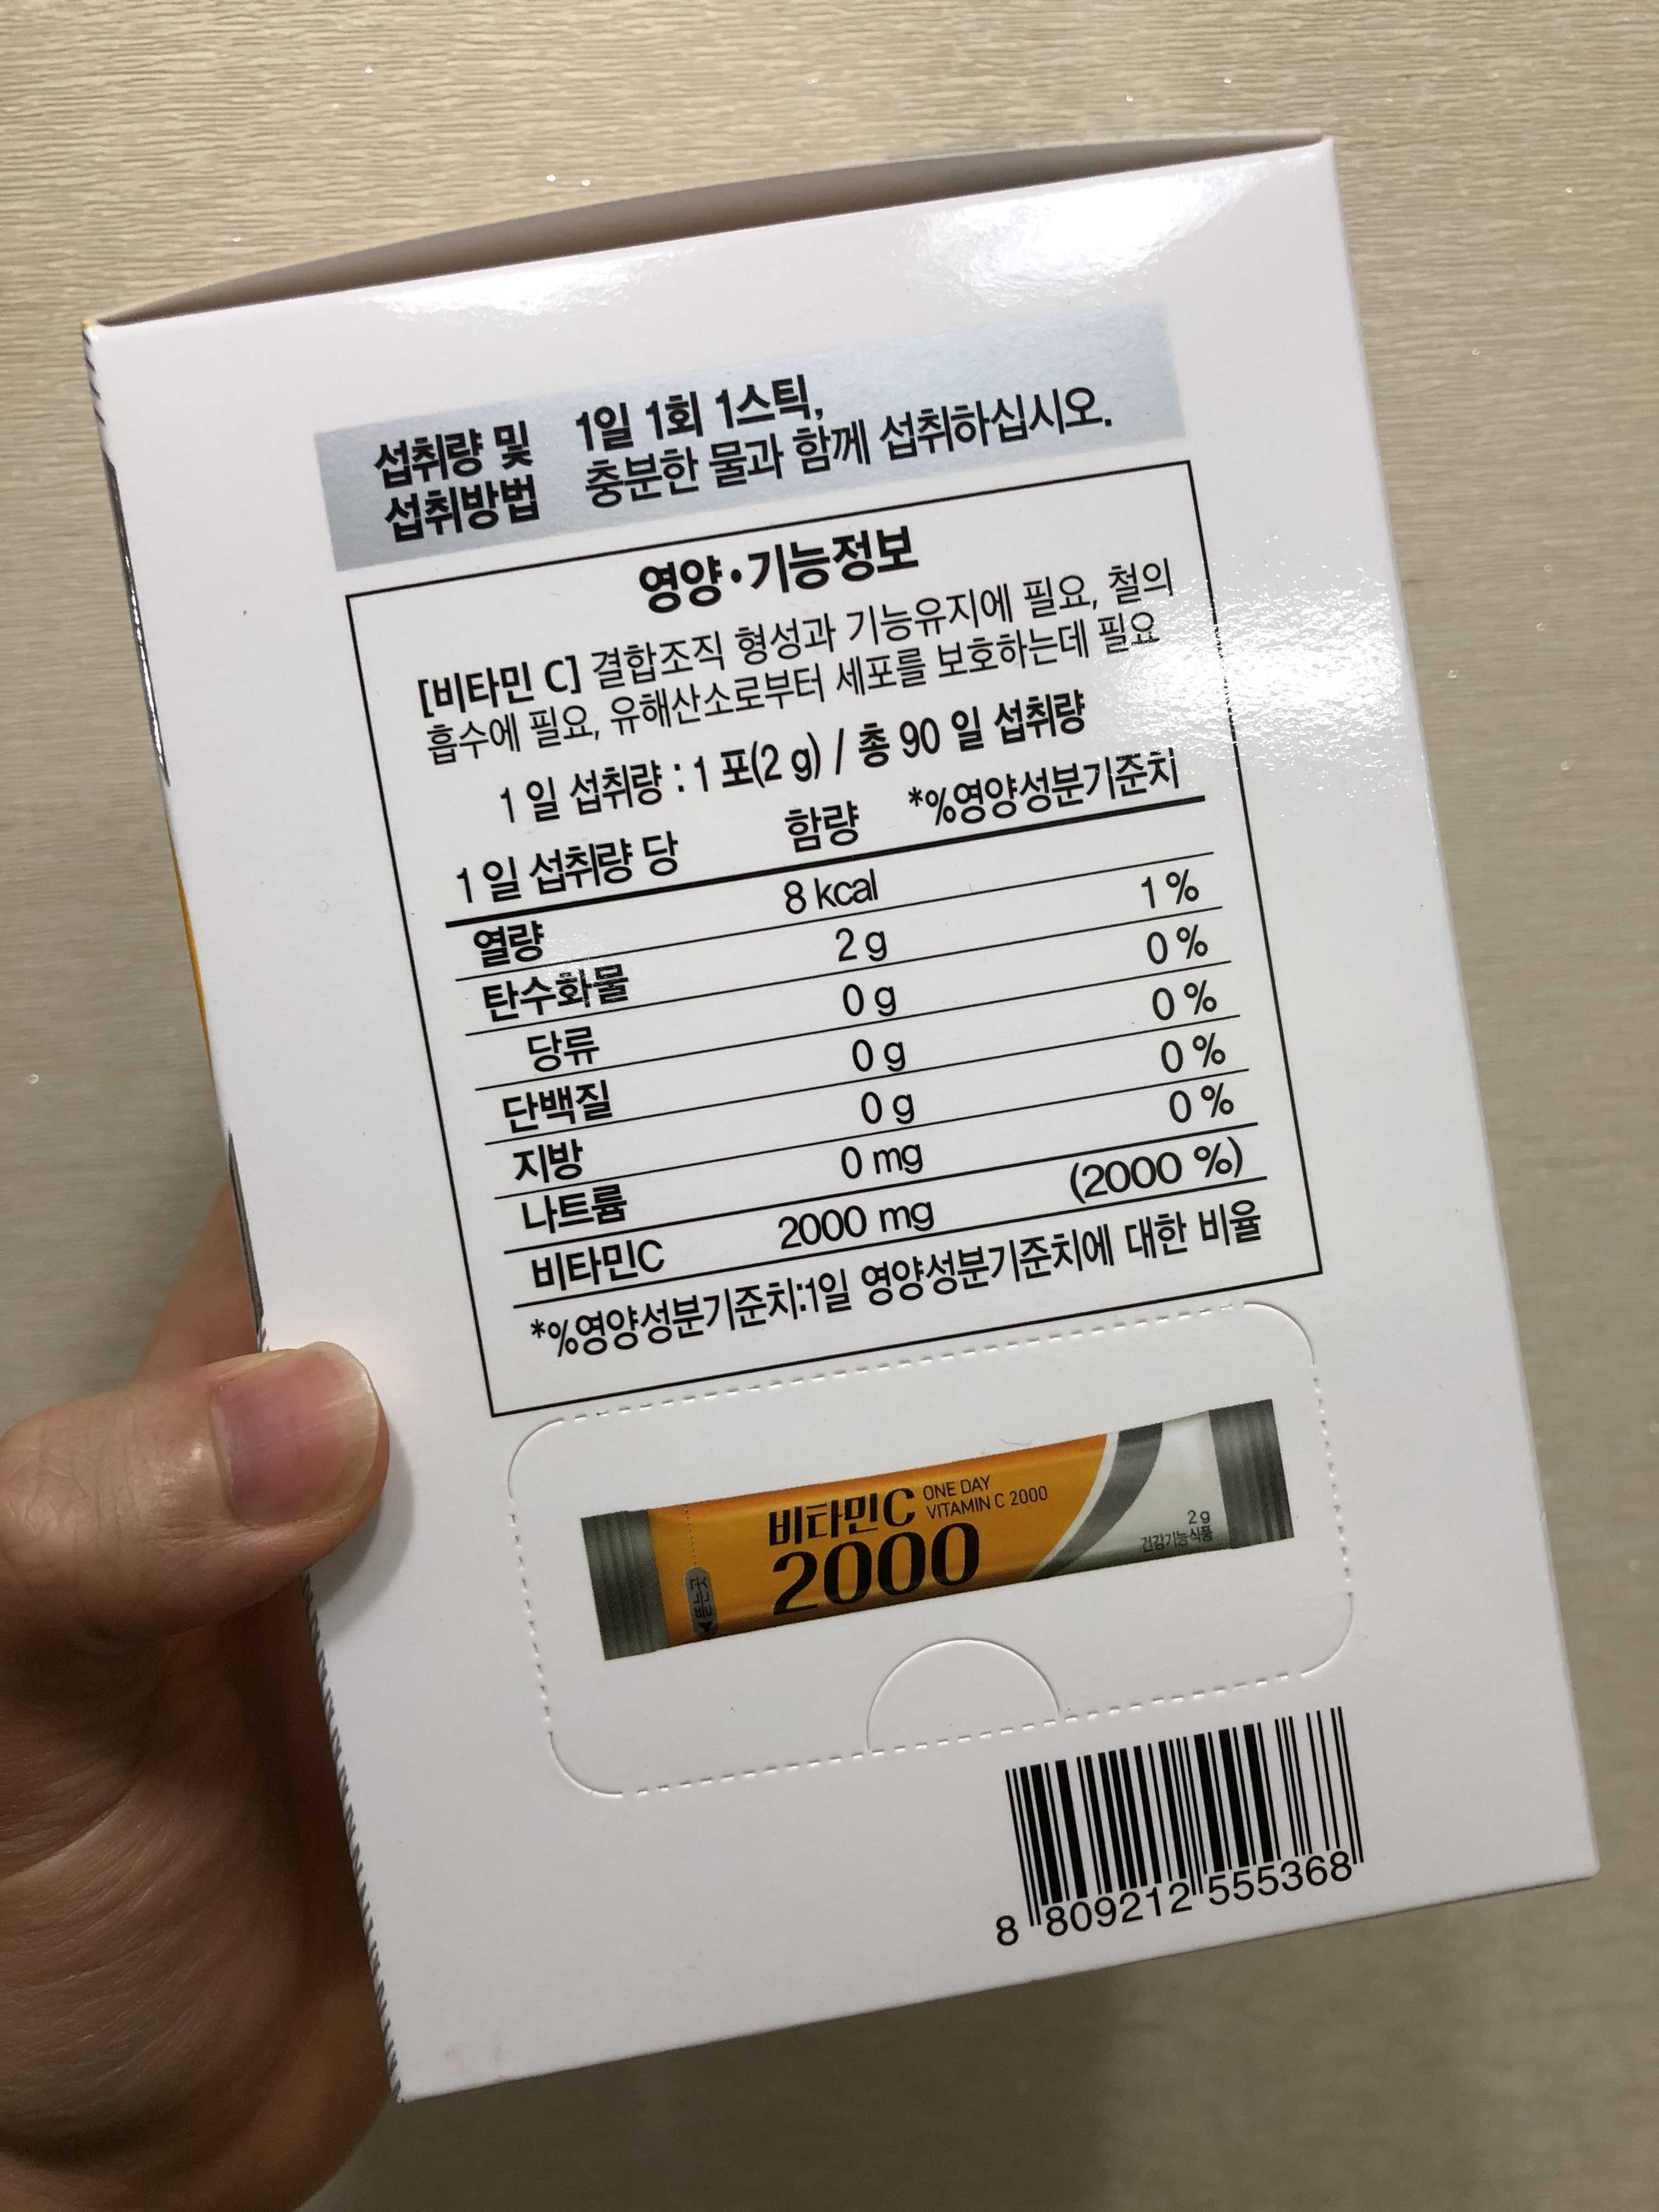 섭취량 및
섭취방법
1일 1회 1스틱,
충분한 물과 함께 섭취하십시오.
영양•기능정보
[비타민 C] 결합조직 형성과 기능유지에 필요, 철의
흡수에 필요, 유해산소로부터 세포를 보호하는데 필요
1 일 섭취량 : 1 포(2 g) / 총 90 일 섭취량
1 일 섭취량 당 함량 *%영양성분기준치
열량 8 kcal
탄수화물 2 g 1 %
당류 0 g 0 %
단백질 0 g 0 %
지방 0 g 0 %
나트륨 0 mg 0 %
비타민C 2000 mg (2000 %)
*%영양성분기준치:1일 영양성분기준치에 대한 비율
비타민C ONE DAY
VITAMIN C 2000
2000
2 g
건강기능식품
◀뜯는곳
8 809212 555368